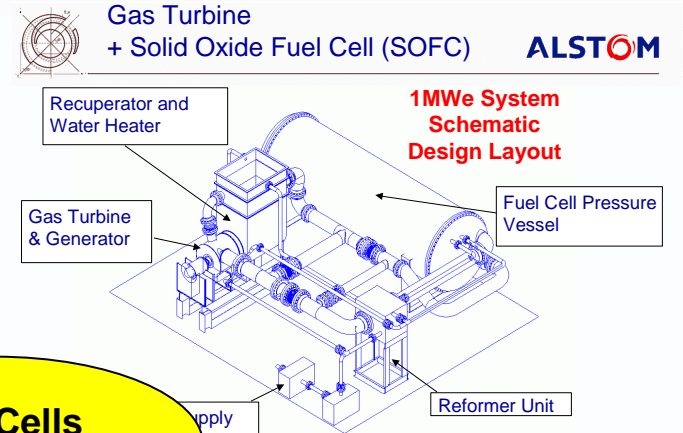 Gas Turbine
+ Solid Oxide Fuel Cell (SOFC)
ALSTOM
Recuperator and
Water Heater
1MWe System
Schematic
Design Layout
Fuel Cell Pressure
Vessel
Gas Turbine
& Generator
Reformer Unit
Cells